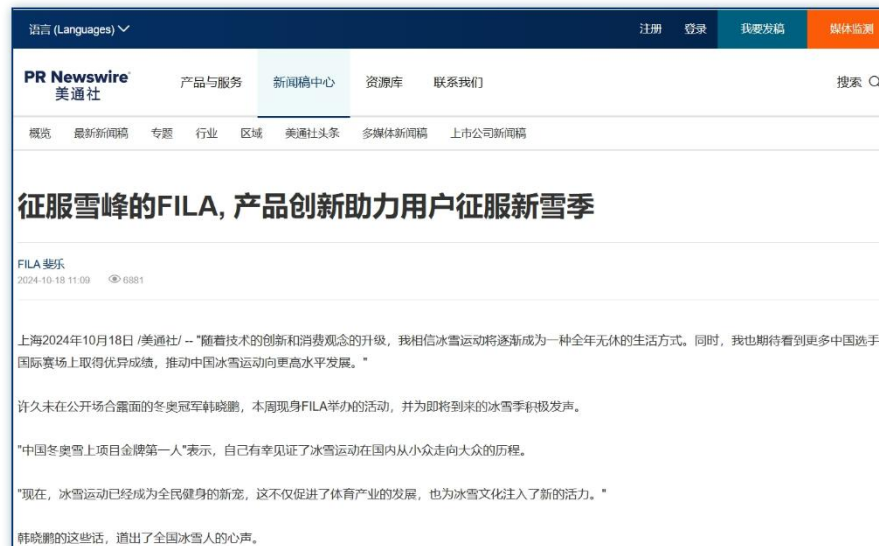 语言 (Languages)
注册 登录 我要发稿 媒体监测
PR Newswire
美通社
产品与服务 新闻稿中心 资源库 联系我们 搜索
概览 最新新闻稿 专题 行业 区域 美通社头条 多媒体新闻稿 上市公司新闻稿
征服雪峰的FILA, 产品创新助力用户征服新雪季
FILA 斐乐
2024-10-18 11:09 6881
上海2024年10月18日 /美通社/ -- "随着技术的创新和消费观念的升级，我相信冰雪运动将逐渐成为一种全年无休的生活方式。同时，我也期待看到更多中国选手
国际赛场上取得优异成绩，推动中国冰雪运动向更高水平发展。"
许久未在公开场合露面的冬奥冠军韩晓鹏，本周现身FILA举办的活动，并为即将到来的冰雪季积极发声。
"中国冬奥雪上项目金牌第一人"表示，自己有幸见证了冰雪运动在国内从小众走向大众的历程。
"现在，冰雪运动已经成为全民健身的新宠，这不仅促进了体育产业的发展，也为冰雪文化注入了新的活力。"
韩晓鹏的这些话，道出了全国冰雪人的心声。